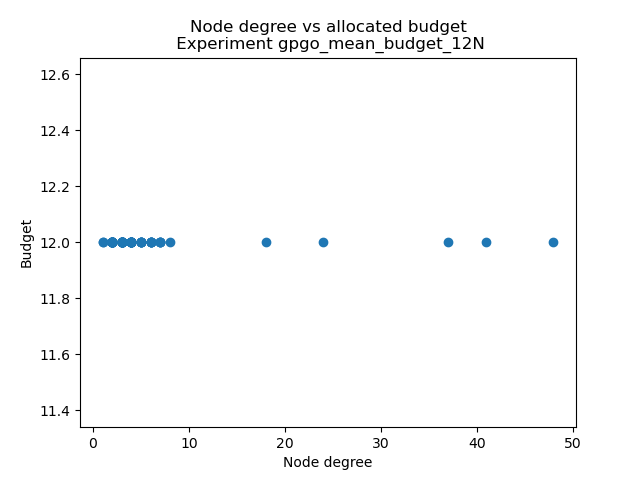 Node degree vs allocated budget
Experiment gpgo_mean_budget_12N
12.6
12.4
12.2
12.0
11.8
11.6
11.4
Budget
0 10 20 30 40 50
Node degree